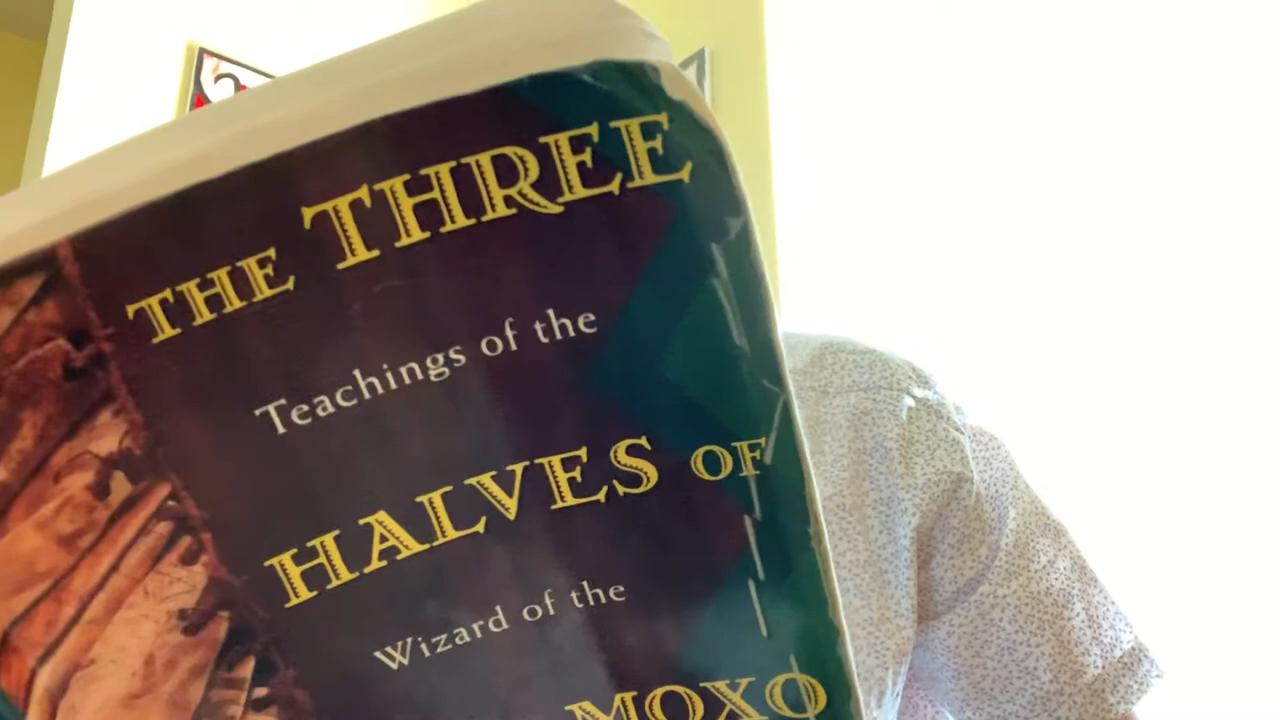 THE THREE
Teachings of the
HALVES OF
Wizard of the
MOXO